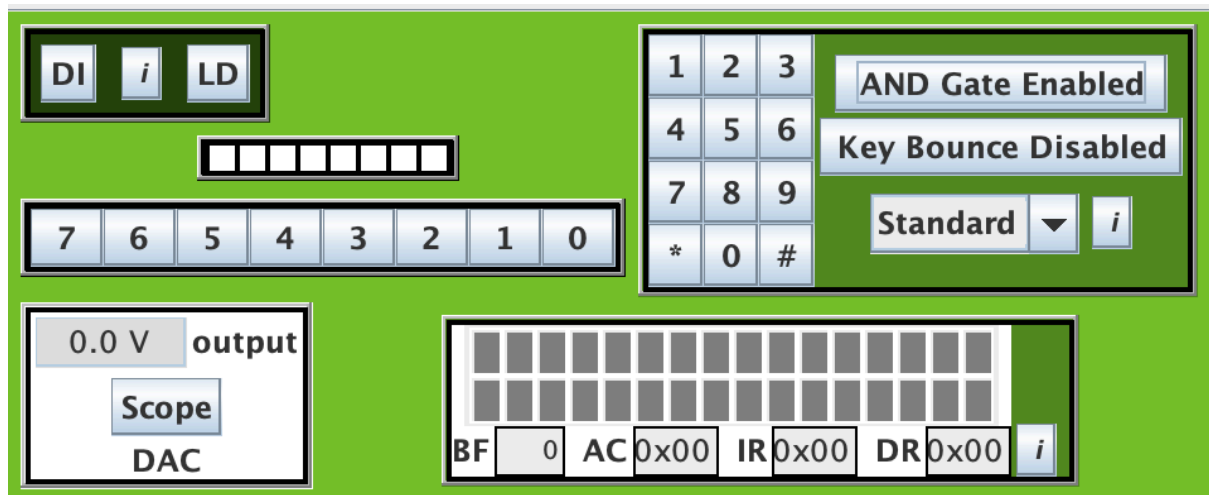 DI i LD
7 6 5 4 3 2 1 0
0.0 V output
Scope
DAC
1 2 3
4 5 6
7 8 9
* 0 #
AND Gate Enabled
Key Bounce Disabled
Standard i
BF 0 AC 0x00 IR 0x00 DR 0x00 i